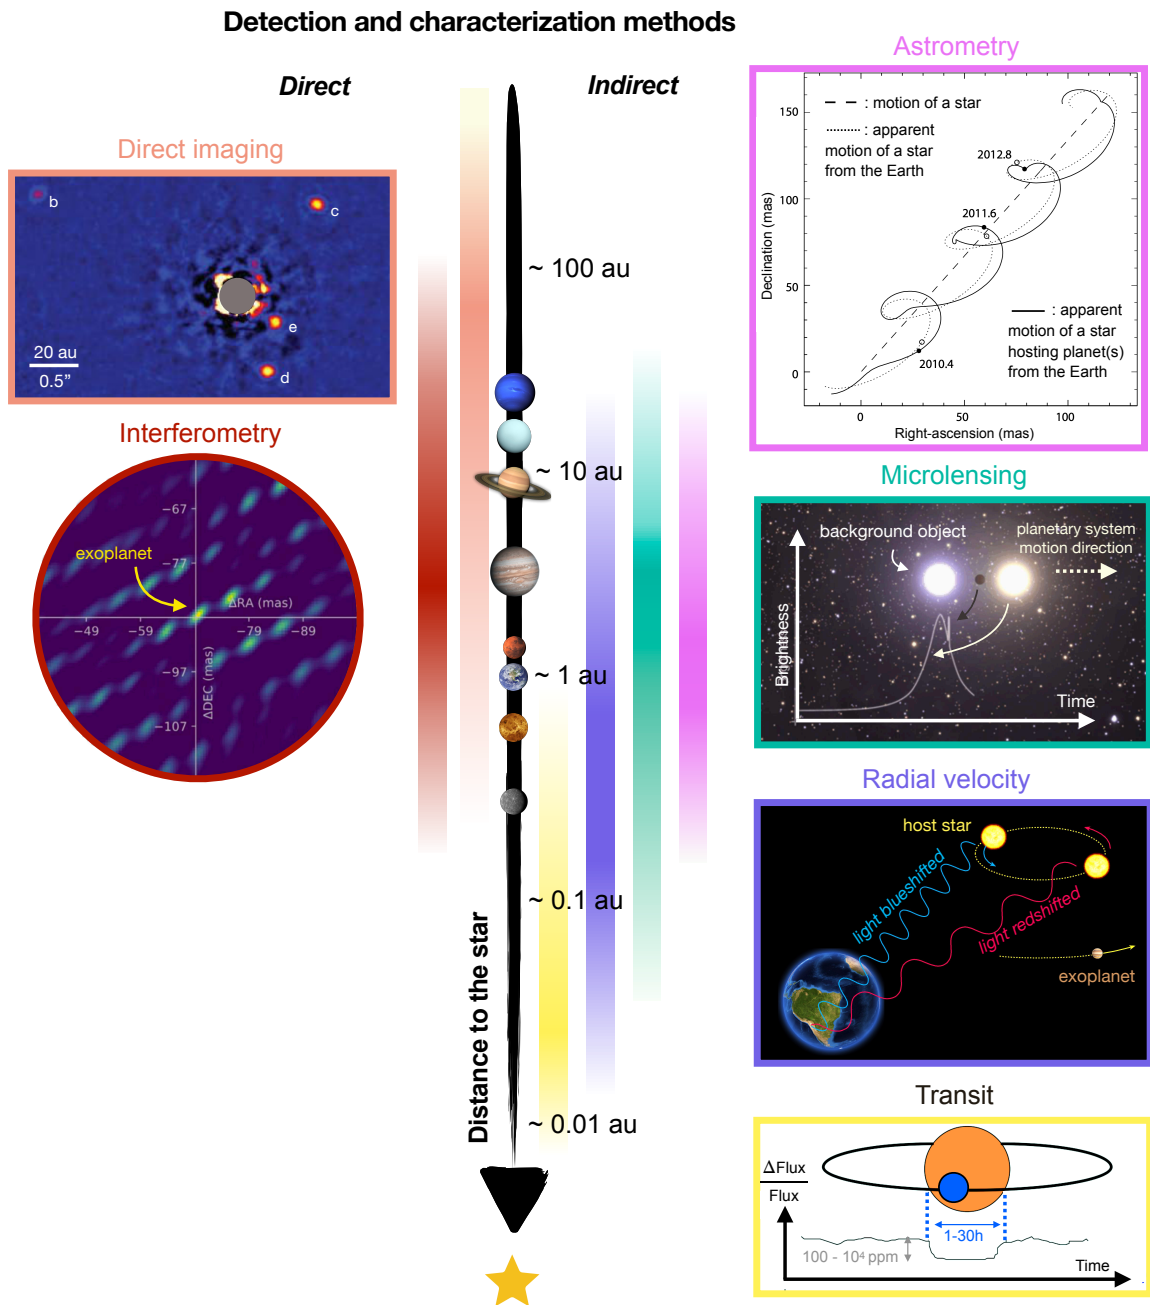 Detection and characterization methods
Direct
Indirect
Direct imaging
b
c
e
d
20 au
0.5”
Interferometry
exoplanet
−67
−77
ΔRA (mas)
−49
−59
−79
−89
−97
ΔDEC (mas)
−107
~ 100 au
~ 10 au
~ 1 au
~ 0.1 au
~ 0.01 au
Distance to the star
Astrometry
Declination (mas)
150
100
50
0
– – : motion of a star
........ : apparent
motion of a star
from the Earth
2012.8
2011.6
2010.4
—— : apparent
motion of a star
hosting planet(s)
from the Earth
0
50
100
Right-ascension (mas)
Microlensing
background object
planetary system
motion direction
Brightness
Time
Radial velocity
host star
light blueshifted
light redshifted
exoplanet
Transit
ΔFlux
Flux
1-30h
100 - 10⁴ ppm
Time